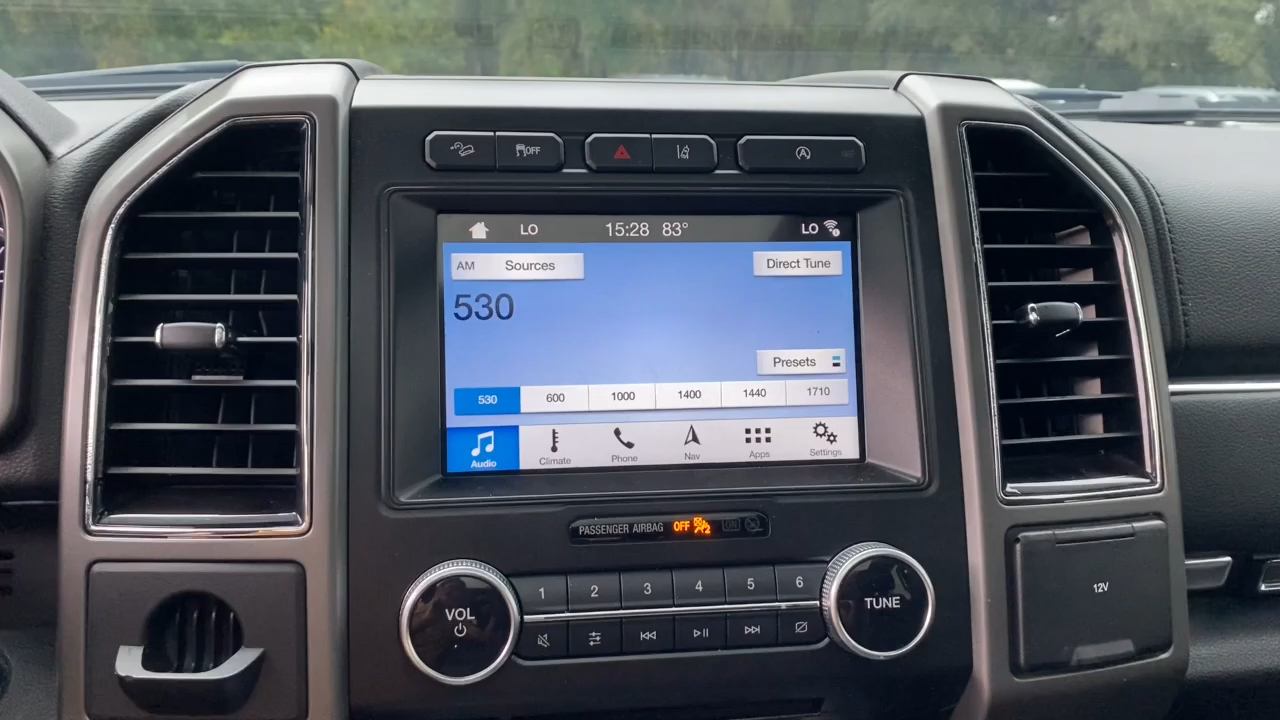 OFF
A
LO 15:28 83° LO
AM Sources Direct Tune
530
Presets
530 600 1000 1400 1440 1710
Audio Climate Phone Nav Apps Settings
PASSENGER AIRBAG OFF ON
1 2 3 4 5 6
VOL
TUNE
12V